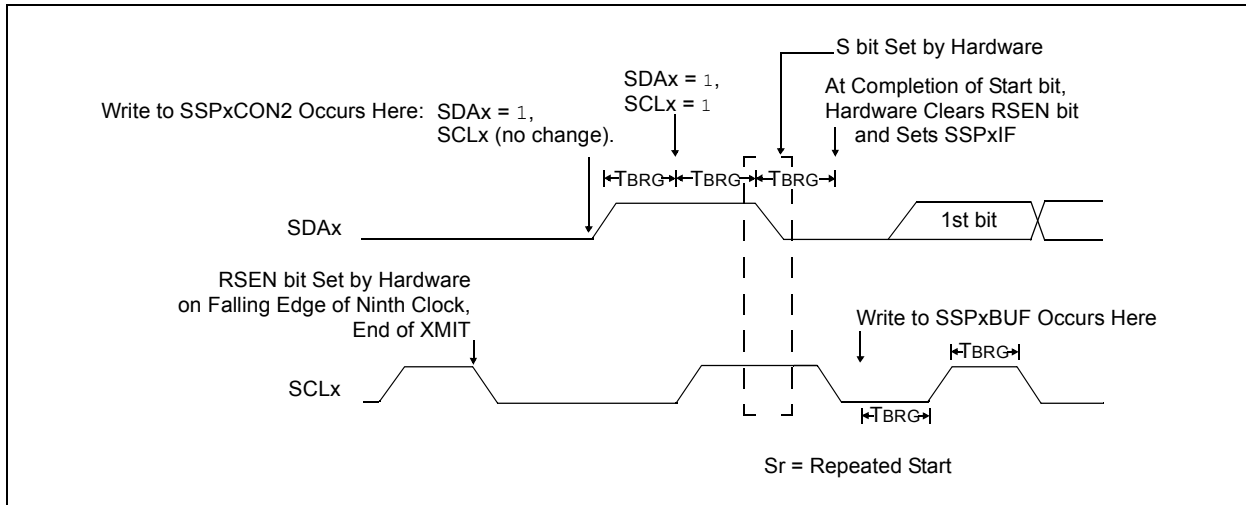 S bit Set by Hardware
SDAx = 1,
SCLx = 1
At Completion of Start bit,
Hardware Clears RSEN bit
and Sets SSPxIF
Write to SSPxCON2 Occurs Here: SDAx = 1,
SCLx (no change).
TBRG TBRG TBRG
SDAx
1st bit
RSEN bit Set by Hardware
on Falling Edge of Ninth Clock,
End of XMIT
Write to SSPxBUF Occurs Here
TBRG
SCLx
TBRG
Sr = Repeated Start